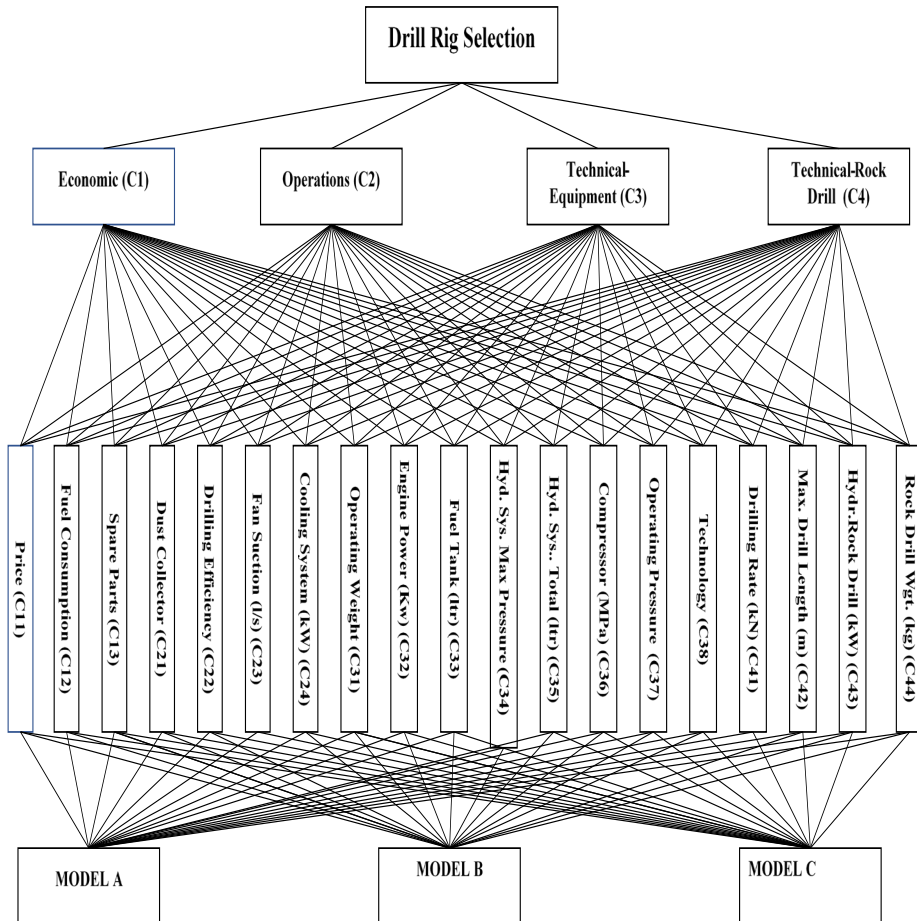 Drill Rig Selection
Economic (C1)
Operations (C2)
Technical-
Equipment (C3)
Technical-Rock
Drill (C4)
Price (C11)
Fuel Consumption (C12)
Spare Parts (C13)
Dust Collector (C21)
Drilling Efficiency (C22)
Fan Suction (l/s) (C23)
Cooling System (kW) (C24)
Operating Weight (C31)
Engine Power (Kw) (C32)
Fuel Tank (ltr) (C33)
Hyd. Sys. Max Pressure (C34)
Hyd. Sys.. Total (ltr) (C35)
Compressor (MPa) (C36)
Operating Pressure (C37)
Technology (C38)
Drilling Rate (kN) (C41)
Max. Drill Length (m) (C42)
Hydr.Rock Drill (kW) (C43)
Rock Drill Wgt. (kg) (C44)
MODEL A
MODEL B
MODEL C